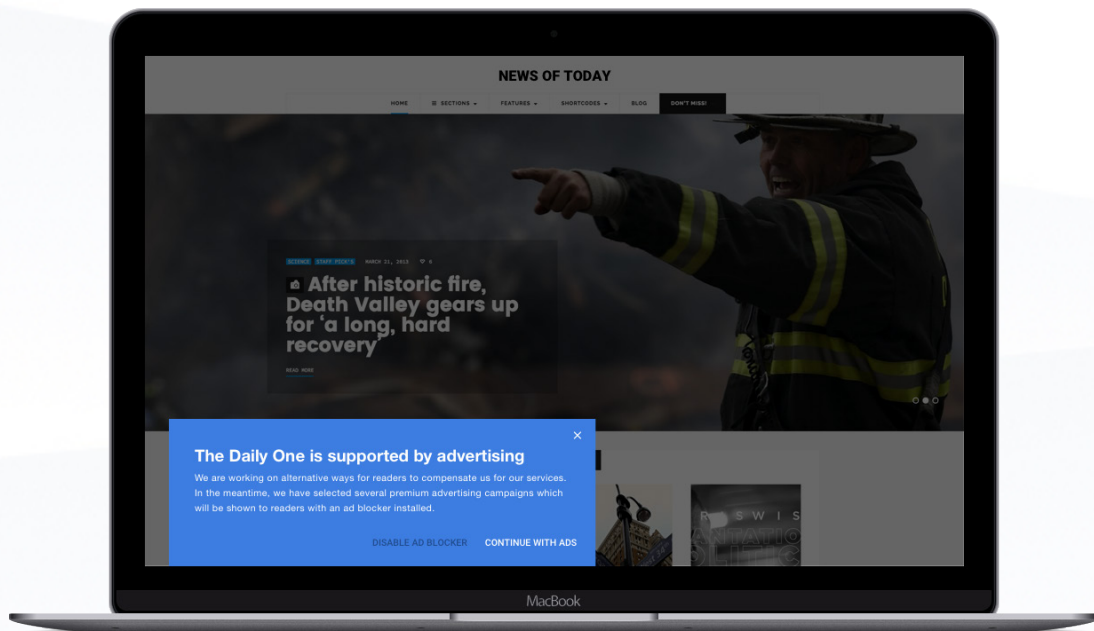 NEWS OF TODAY
HOME SECTIONS FEATURES SHORTCODES BLOG DON'T MISS!
SCIENCE STAFF PICK'S MARCH 21, 2013 6
After historic fire,
Death Valley gears up
for ‘a long, hard
recovery’
READ MORE
The Daily One is supported by advertising
We are working on alternative ways for readers to compensate us for our services.
In the meantime, we have selected several premium advertising campaigns which
will be shown to readers with an ad blocker installed.
DISABLE AD BLOCKER CONTINUE WITH ADS
R SWIS
MacBook